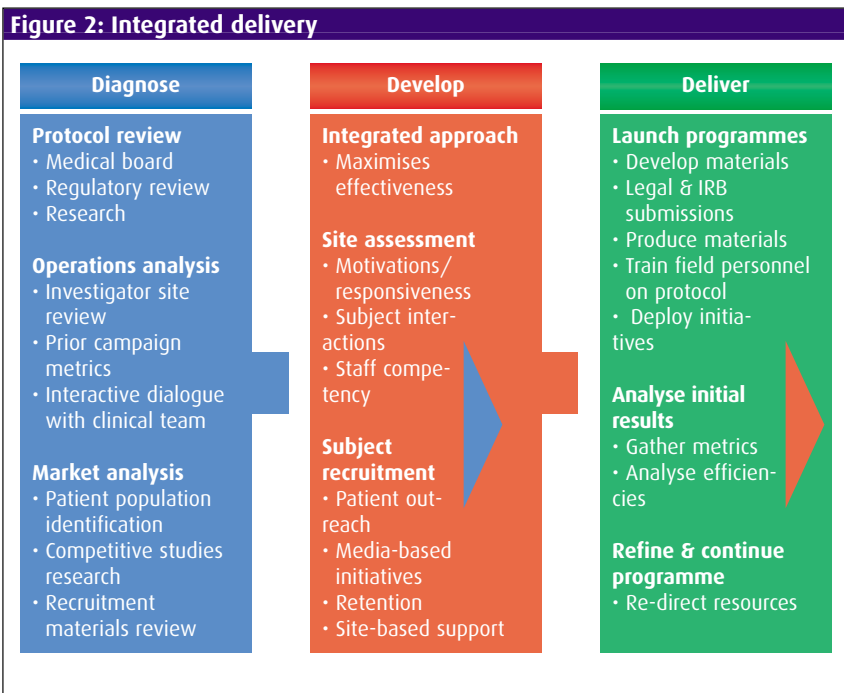 Figure 2: Integrated delivery
Diagnose
Protocol review
· Medical board
· Regulatory review
· Research
Operations analysis
· Investigator site
review
· Prior campaign
metrics
· Interactive dialogue
with clinical team
Market analysis
· Patient population
identification
· Competitive studies
research
· Recruitment
materials review
Develop
Integrated approach
· Maximises
effectiveness
Site assessment
· Motivations/
responsiveness
· Subject inter-
actions
· Staff compe-
tency
Subject
recruitment
· Patient out-
reach
· Media-based
initiatives
· Retention
· Site-based support
Deliver
Launch programmes
· Develop materials
· Legal & IRB
submissions
· Produce materials
· Train field personnel
on protocol
· Deploy initia-
tives
Analyse initial
results
· Gather metrics
· Analyse efficien-
cies
Refine & continue
programme
· Re-direct resources